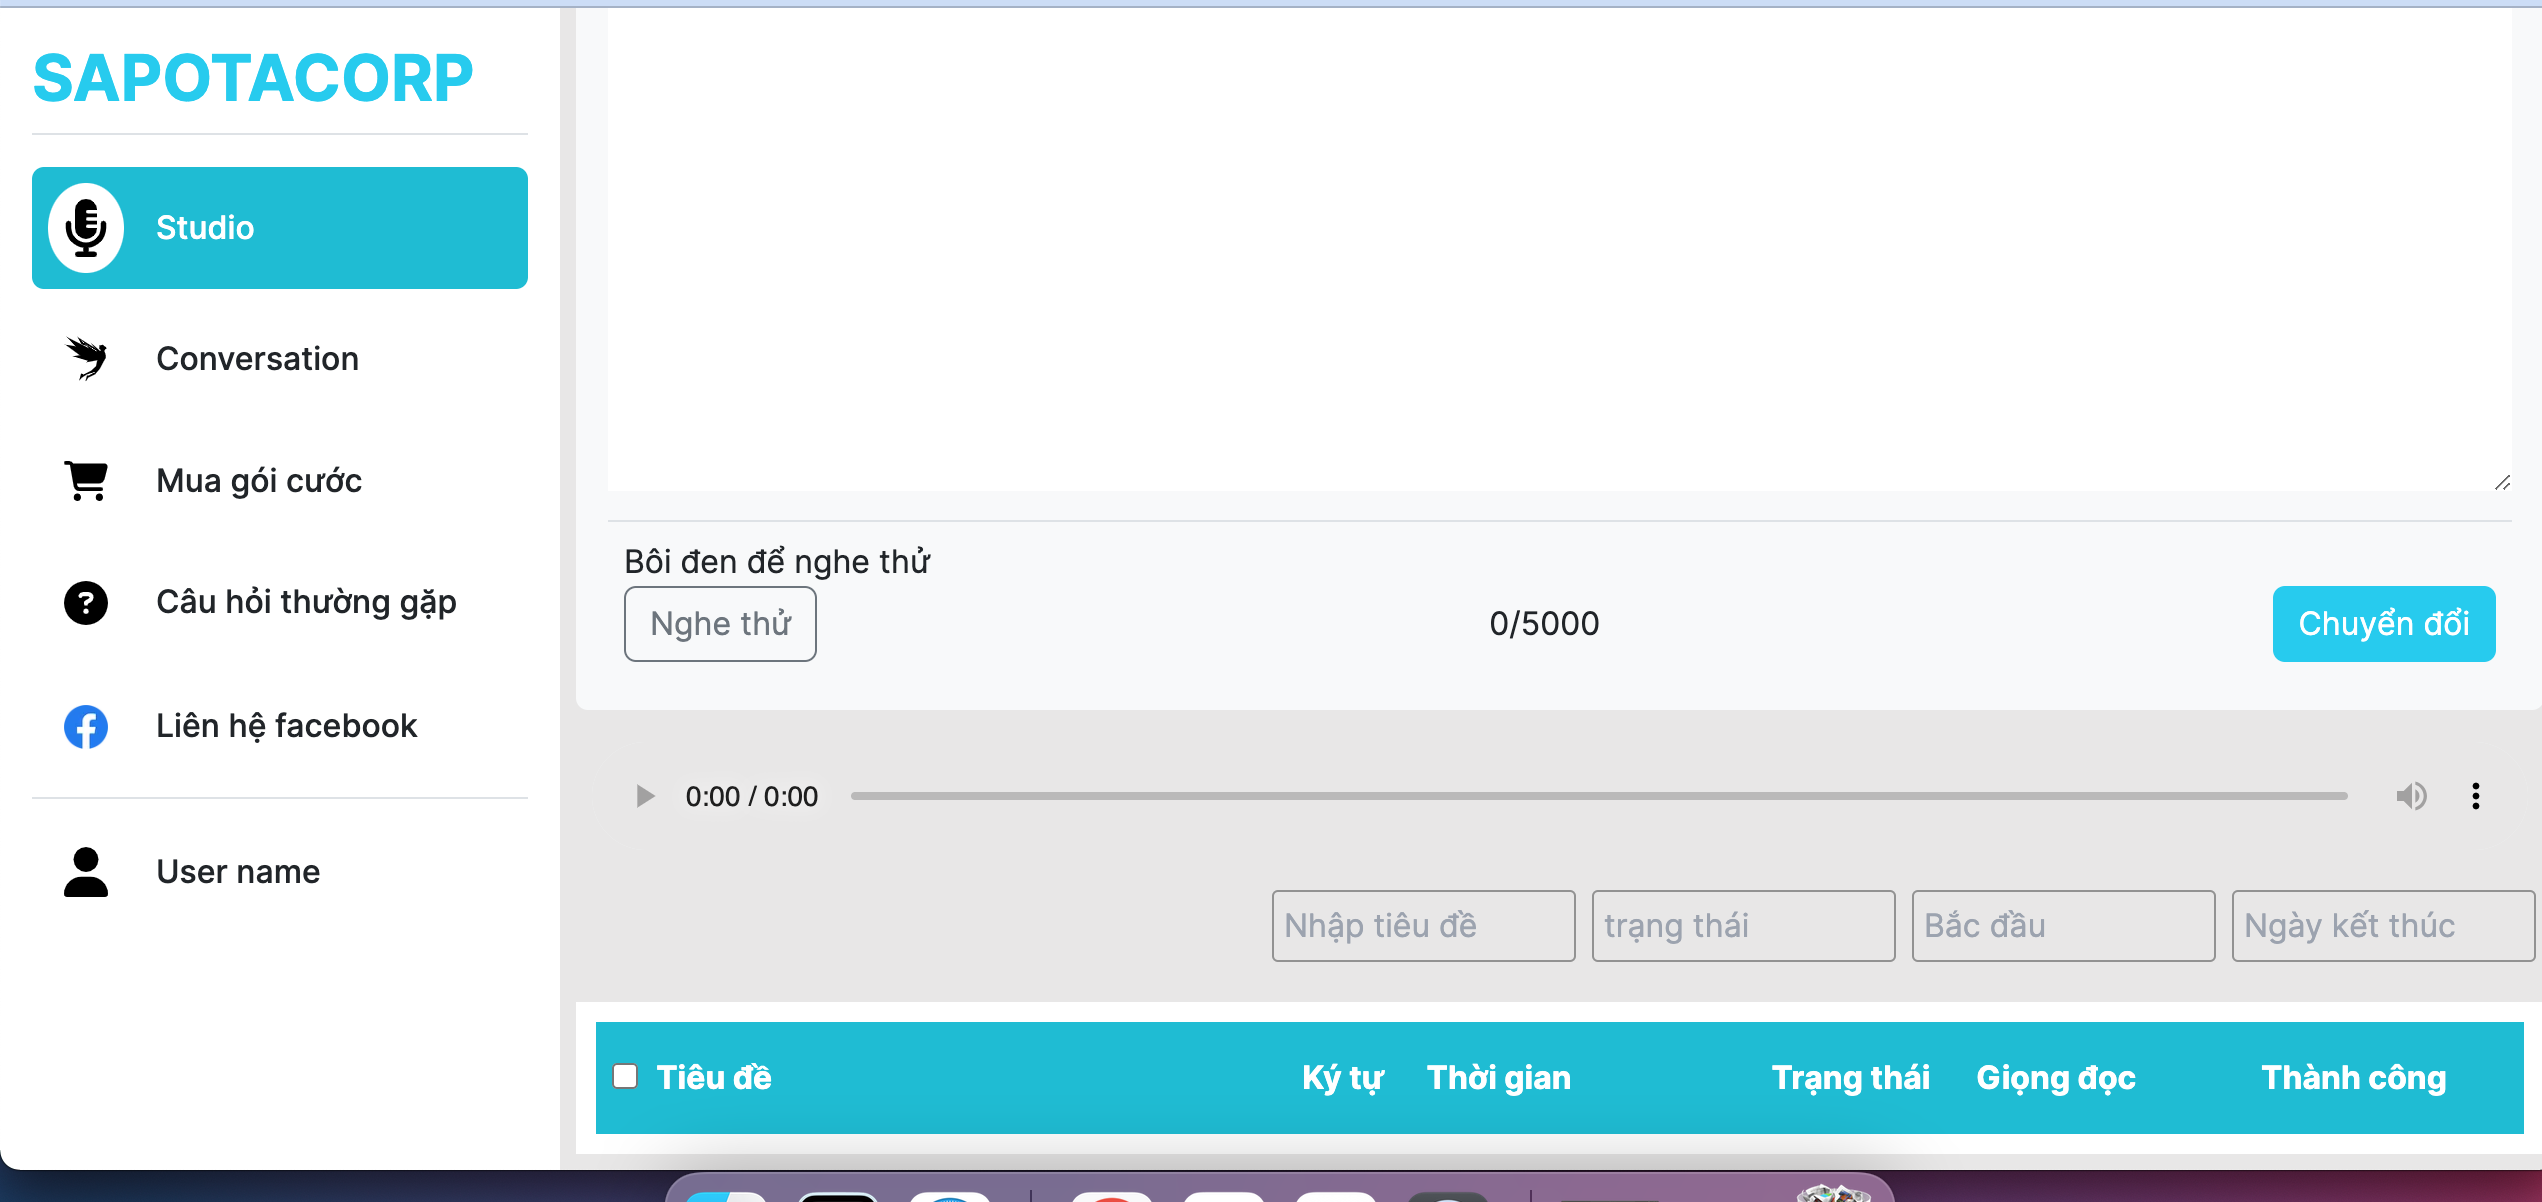 SAPOTACORP
Studio
Conversation
Mua gói cước
Câu hỏi thường gặp
Liên hệ facebook
User name
Bôi đen để nghe thử
Nghe thử
0/5000
Chuyển đổi
0:00 / 0:00
Nhập tiêu đề
trạng thái
Bắc đầu
Ngày kết thúc
Tiêu đề
Ký tự
Thời gian
Trạng thái
Giọng đọc
Thành công